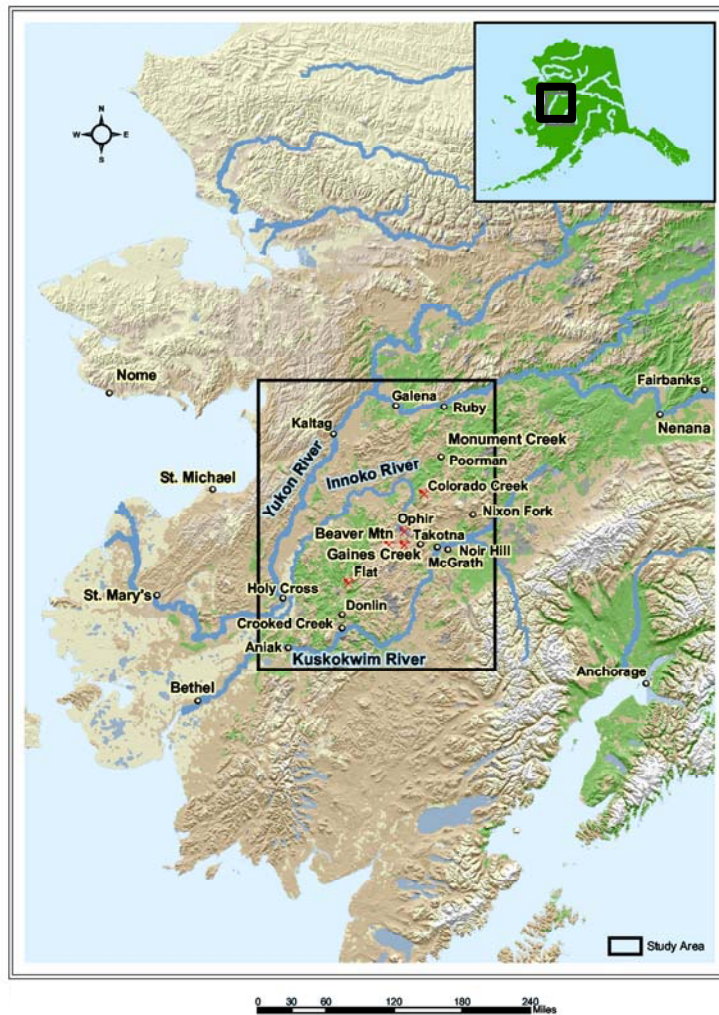 N
W E
S
Nome
Galena
Ruby
Fairbanks
Nenana
Kaltag
Monument Creek
Poorman
Yukon River
Innoko River
St. Michael
Colorado Creek
Nixon Fork
Ophir
Beaver Mtn
Takotna
Gaines Creek
Noir Hill
McGrath
Flat
St. Mary's
Holy Cross
Donlin
Crooked Creek
Aniak
Kuskokwim River
Anchorage
Bethel
Study Area
0 30 60 120 180 240
Miles